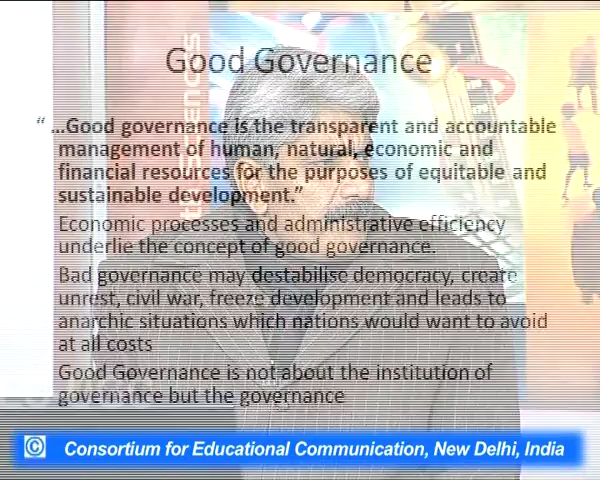 Good Governance
“ ...Good governance is the transparent and accountable
management of human, natural, economic and
financial resources for the purposes of equitable and
sustainable development.”
Economic processes and administrative efficiency
underlie the concept of good governance.
Bad governance may destabilise democracy, create
unrest, civil war, freeze development and leads to
anarchic situations which nations would want to avoid
at all costs
Good Governance is not about the institution of
governance but the governance
© Consortium for Educational Communication, New Delhi, India